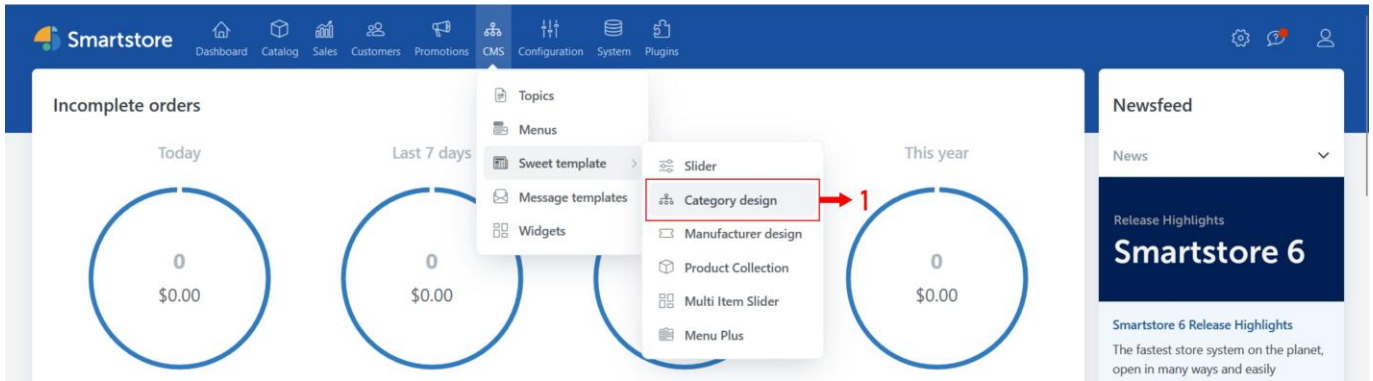 Smartstore
Dashboard Catalog Sales Customers Promotions CMS Configuration System Plugins
Incomplete orders
Today
0
$0.00
Last 7 days
0
$0.00
This year
0
$0.00
Topics
Menus
Sweet template
Message templates
Widgets
Slider
Category design
1
Manufacturer design
Product Collection
Multi Item Slider
Menu Plus
Newsfeed
News
Release Highlights
Smartstore 6
Smartstore 6 Release Highlights
The fastest store system on the planet,
open in many ways and easily